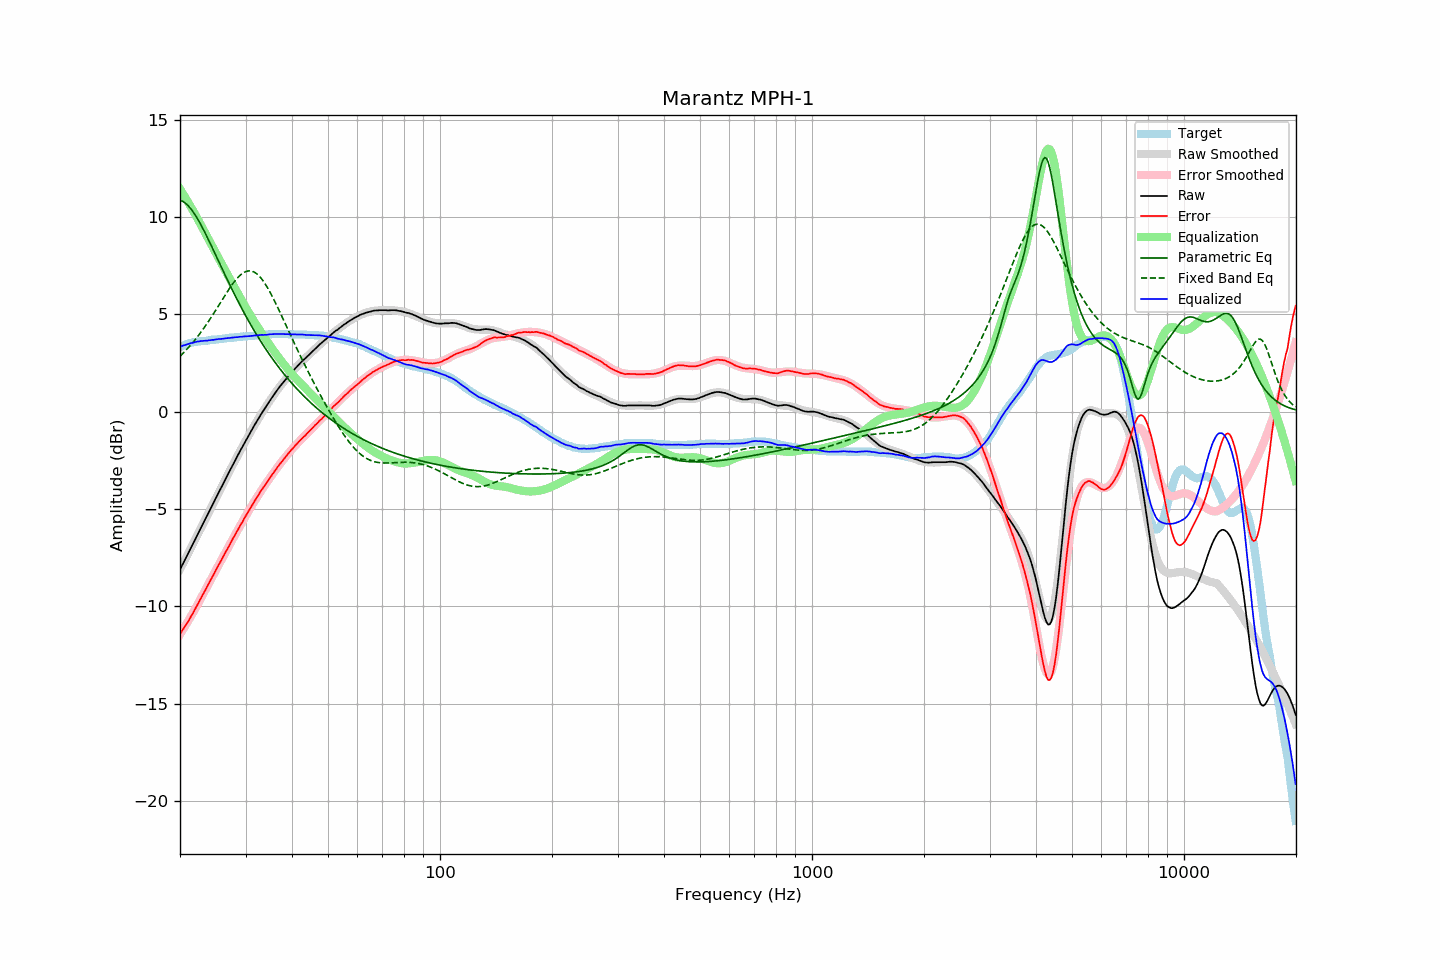 Marantz MPH-1
15
10
5
0
−5
−10
−15
−20
Amplitude (dBr)
100
1000
10000
Frequency (Hz)
Target
Raw Smoothed
Error Smoothed
Raw
Error
Equalization
Parametric Eq
Fixed Band Eq
Equalized